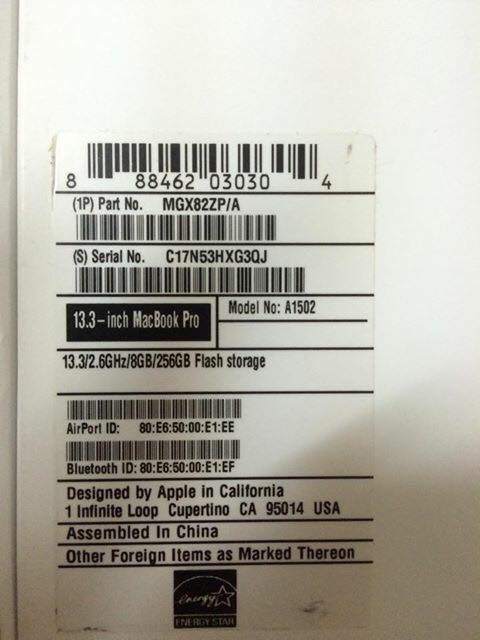 8 88462 03030 4
(1P) Part No. MGX82ZP/A
(S) Serial No. C17N53HXG3QJ
13.3-inch MacBook Pro
Model No: A1502
13.3/2.6GHz/8GB/256GB Flash storage
AirPort ID: 80:E6:50:00:E1:EE
Bluetooth ID: 80:E6:50:00:E1:EF
Designed by Apple in California
1 Infinite Loop Cupertino CA 95014 USA
Assembled In China
Other Foreign Items as Marked Thereon
energy
ENERGY STAR